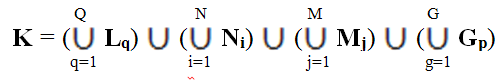 Q N M G
K = (∪ Lq) ∪ (∪ Ni) ∪ (∪ Mj) ∪ (∪ Gp)
q=1 i=1 j=1 g=1